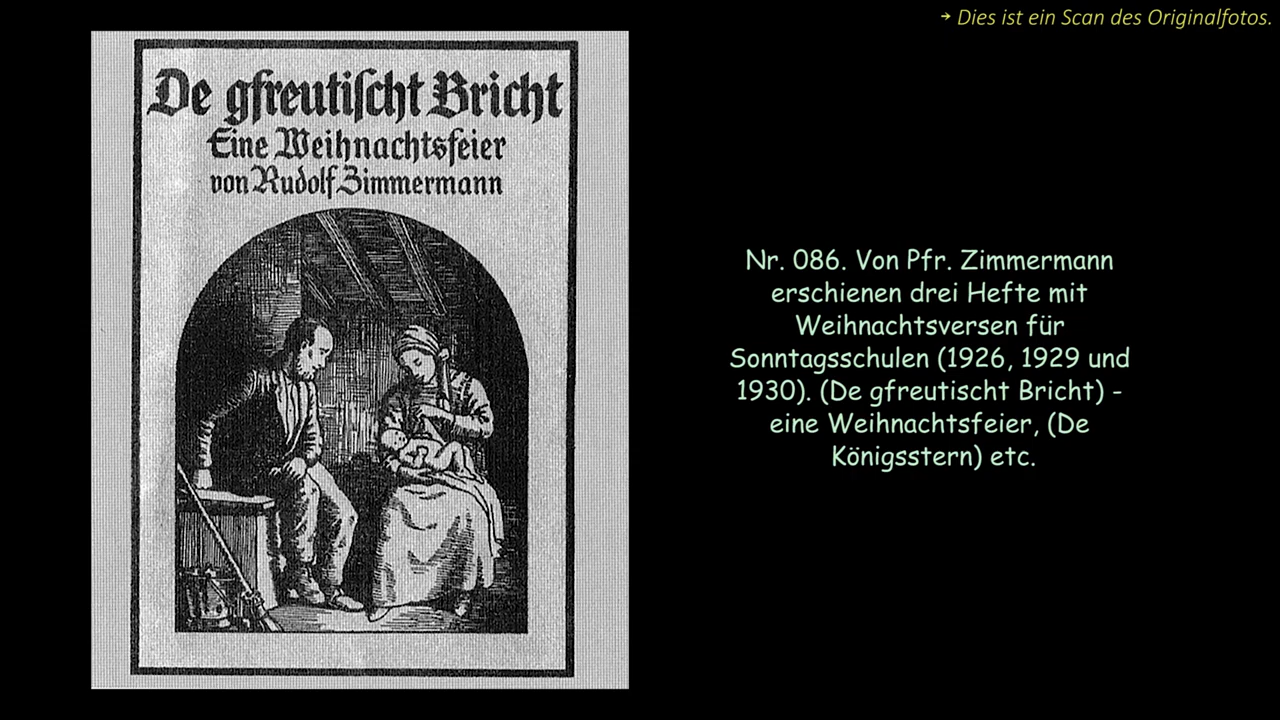 → Dies ist ein Scan des Originalfotos.
De gfreutischt Bricht
Eine Weihnachtsfeier
von Rudolf Zimmermann
Nr. 086. Von Pfr. Zimmermann
erschienen drei Hefte mit
Weihnachtsversen für
Sonntagsschulen (1926, 1929 und
1930). (De gfreutischt Bricht) -
eine Weihnachtsfeier, (De
Königsstern) etc.